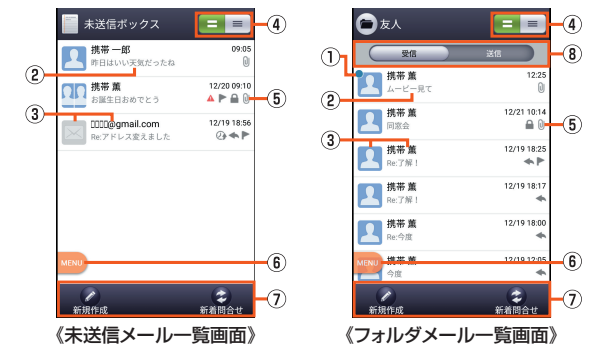 未送信ボックス
④
携帯 一郎 09:05
昨日はいい天気だったね
②
携帯 薫 12/20 09:10
お誕生日おめでとう
⑤
③
□□□□@gmail.com 12/19 18:56
Re:アドレス変えました
MENU
⑥
新規作成 新着問合せ
⑦
《未送信メール一覧画面》
友人
④
受信 送信
⑧
①
携帯 薫 12:25
ムービー見て
②
携帯 薫 12/21 10:14
同窓会
⑤
③
携帯 薫 12/19 18:25
Re:了解！
携帯 薫 12/19 18:17
Re:了解！
携帯 薫 12/19 18:00
Re:今度
MENU
携帯 薫 12/19 12:05
今度
⑥
新規作成 新着問合せ
⑦
《フォルダメール一覧画面》